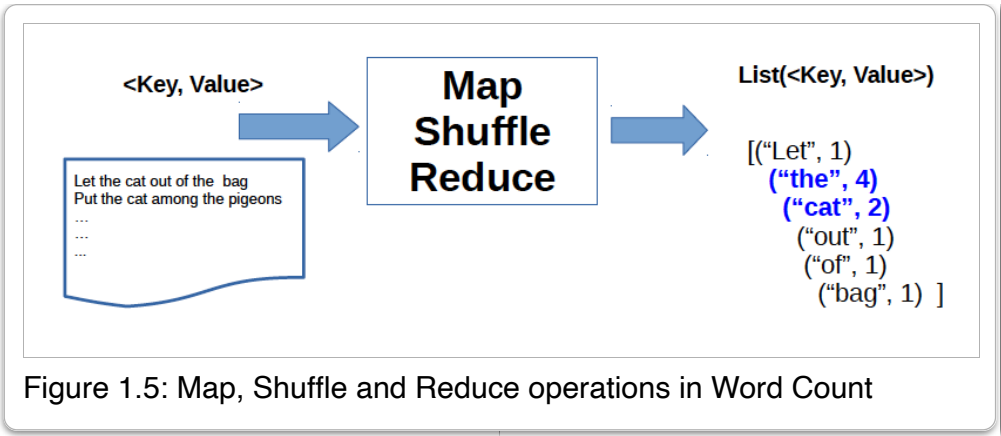 <Key, Value>
Let the cat out of the  bag
Put the cat among the pigeons
...
...
...
Map
Shuffle
Reduce
List(<Key, Value>)
[(“Let”, 1)
(“the”, 4)
(“cat”, 2)
(“out”, 1)
(“of”, 1)
(“bag”, 1)  ]
Figure 1.5: Map, Shuffle and Reduce operations in Word Count